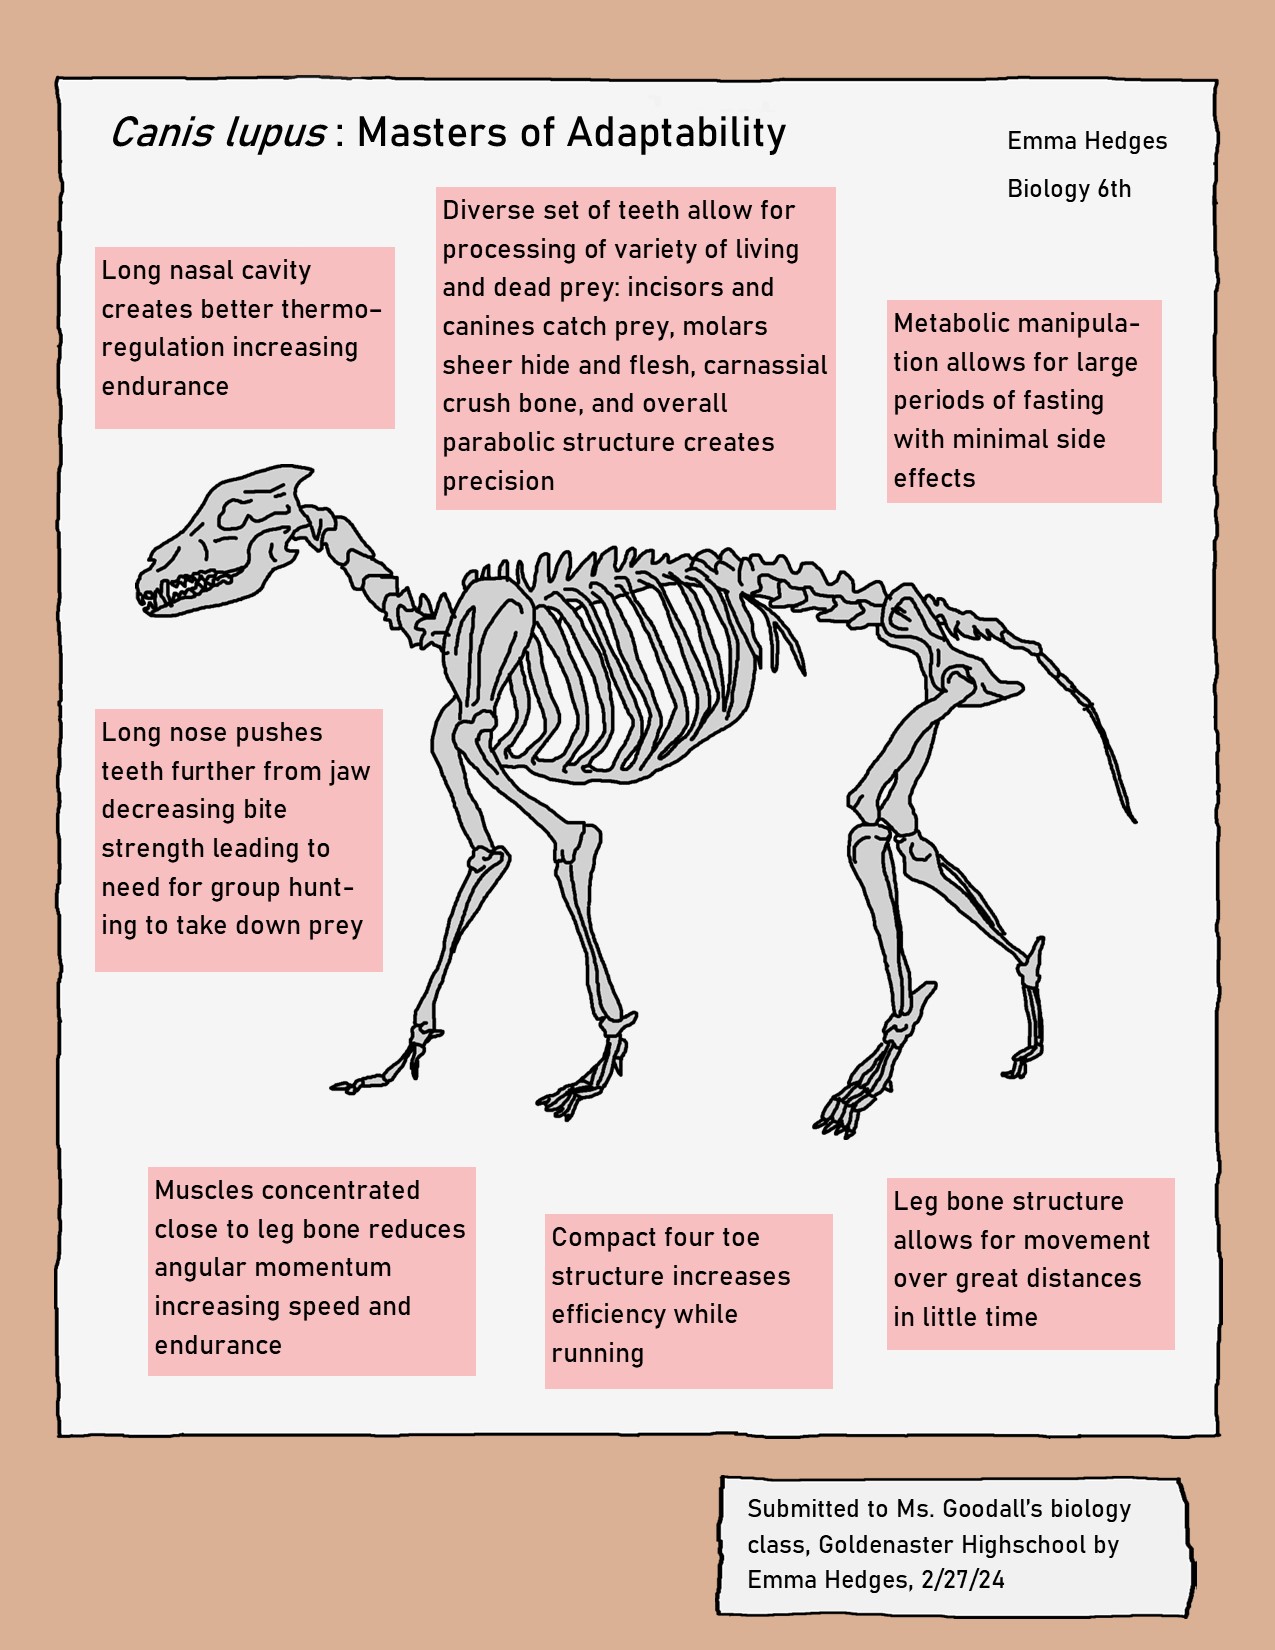 Canis lupus : Masters of Adaptability
Emma Hedges
Biology 6th
Long nasal cavity
creates better thermo-
regulation increasing
endurance
Diverse set of teeth allow for
processing of variety of living
and dead prey: incisors and
canines catch prey, molars
sheer hide and flesh, carnassial
crush bone, and overall
parabolic structure creates
precision
Metabolic manipula-
tion allows for large
periods of fasting
with minimal side
effects
Long nose pushes
teeth further from jaw
decreasing bite
strength leading to
need for group hunt-
ing to take down prey
Muscles concentrated
close to leg bone reduces
angular momentum
increasing speed and
endurance
Compact four toe
structure increases
efficiency while
running
Leg bone structure
allows for movement
over great distances
in little time
Submitted to Ms. Goodall's biology
class, Goldenaster Highschool by
Emma Hedges, 2/27/24